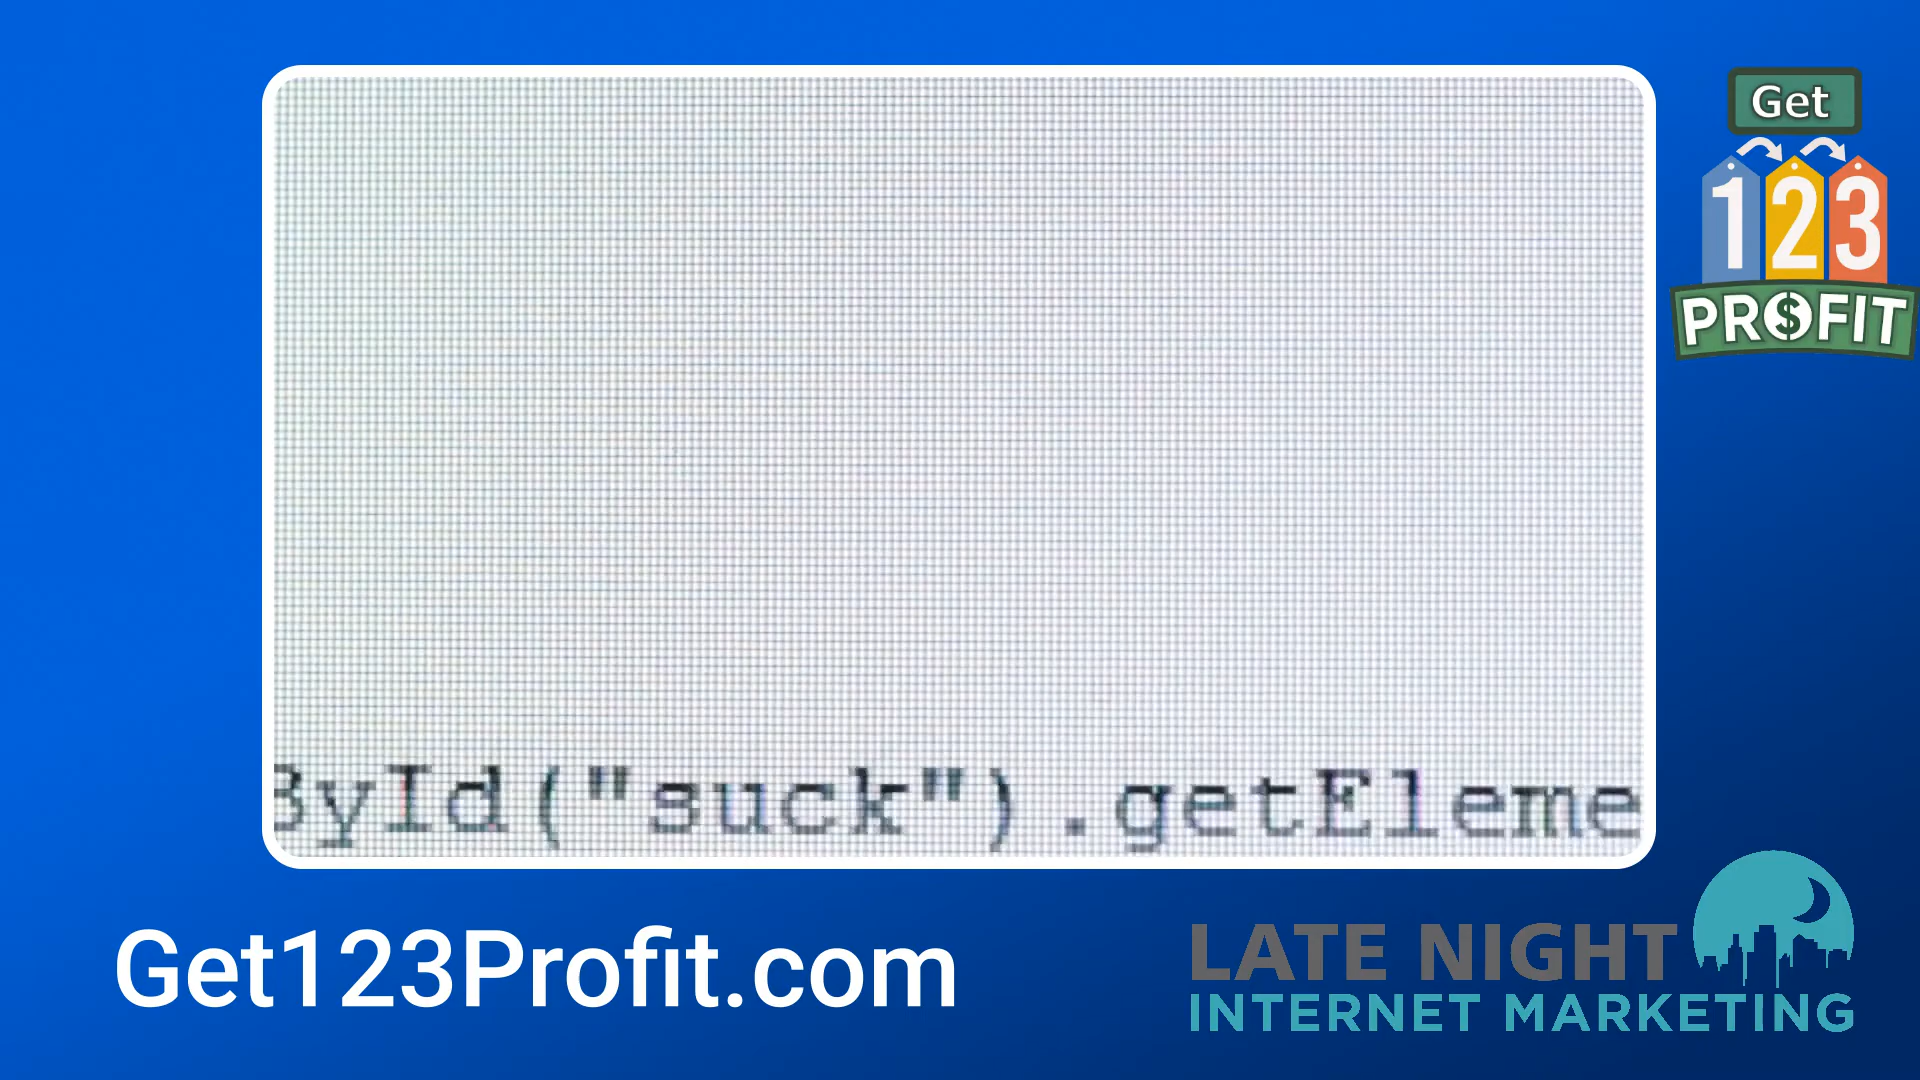 Get
123
PROFIT
ById("suck").getEleme
Get123Profit.com
LATE NIGHT
INTERNET MARKETING